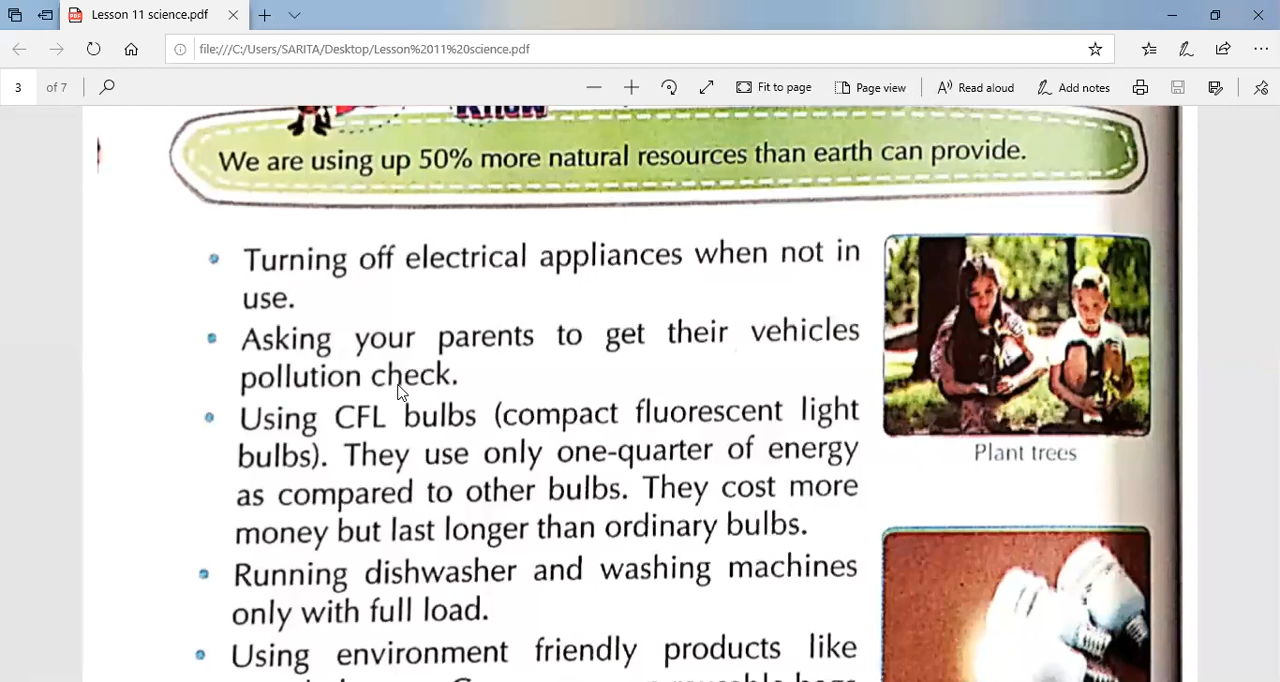 Lesson 11 science.pdf
file:///C:/Users/SARITA/Desktop/Lesson%2011%20science.pdf
3 of 7
Fit to page
Page view
Read aloud
Add notes
Know
We are using up 50% more natural resources than earth can provide.
Turning off electrical appliances when not in
use.
Asking your parents to get their vehicles
pollution check.
Using CFL bulbs (compact fluorescent light
bulbs). They use only one-quarter of energy
as compared to other bulbs. They cost more
money but last longer than ordinary bulbs.
Running dishwasher and washing machines
only with full load.
Using environment friendly products like
reusable bags
Plant trees